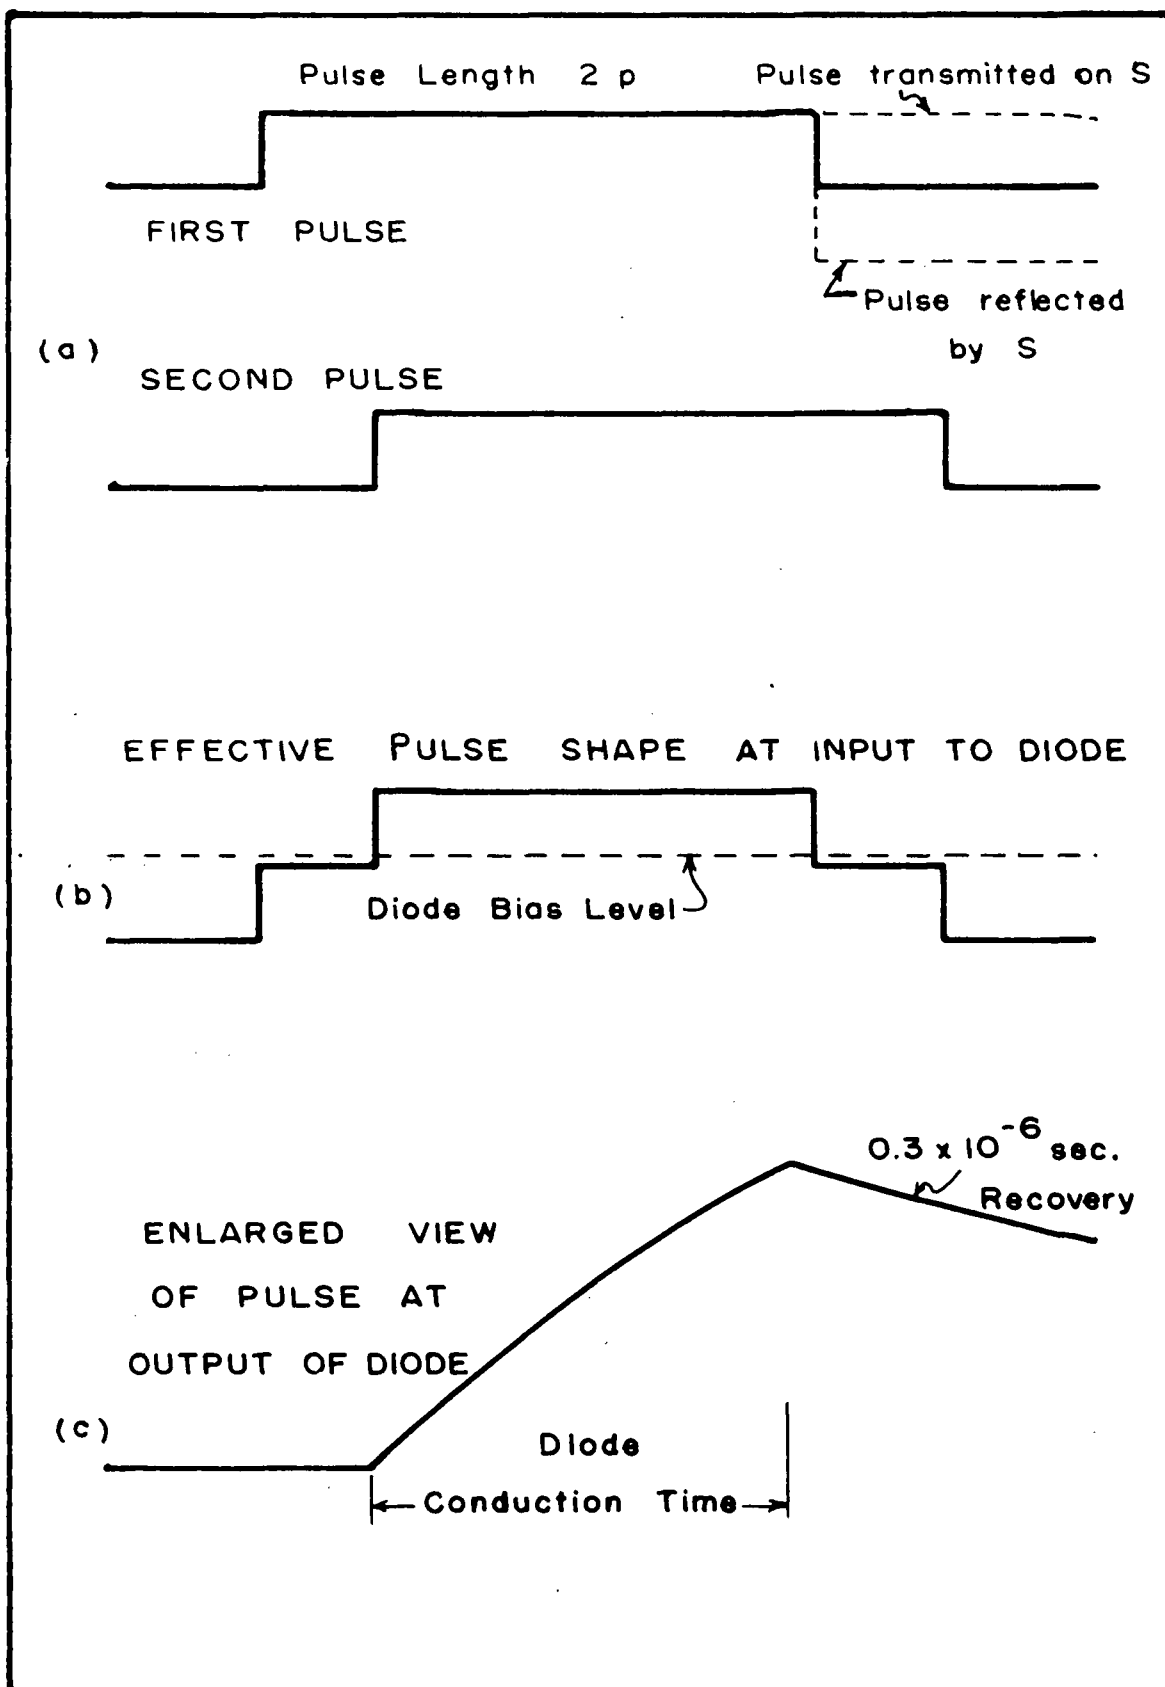 Pulse Length 2 p
Pulse transmitted on S
FIRST PULSE
Pulse reflected
by S
(a)
SECOND PULSE
EFFECTIVE PULSE SHAPE AT INPUT TO DIODE
(b)
Diode Bias Level
0.3 x 10⁻⁶ sec.
Recovery
ENLARGED VIEW
OF PULSE AT
OUTPUT OF DIODE
(c)
Diode
Conduction Time